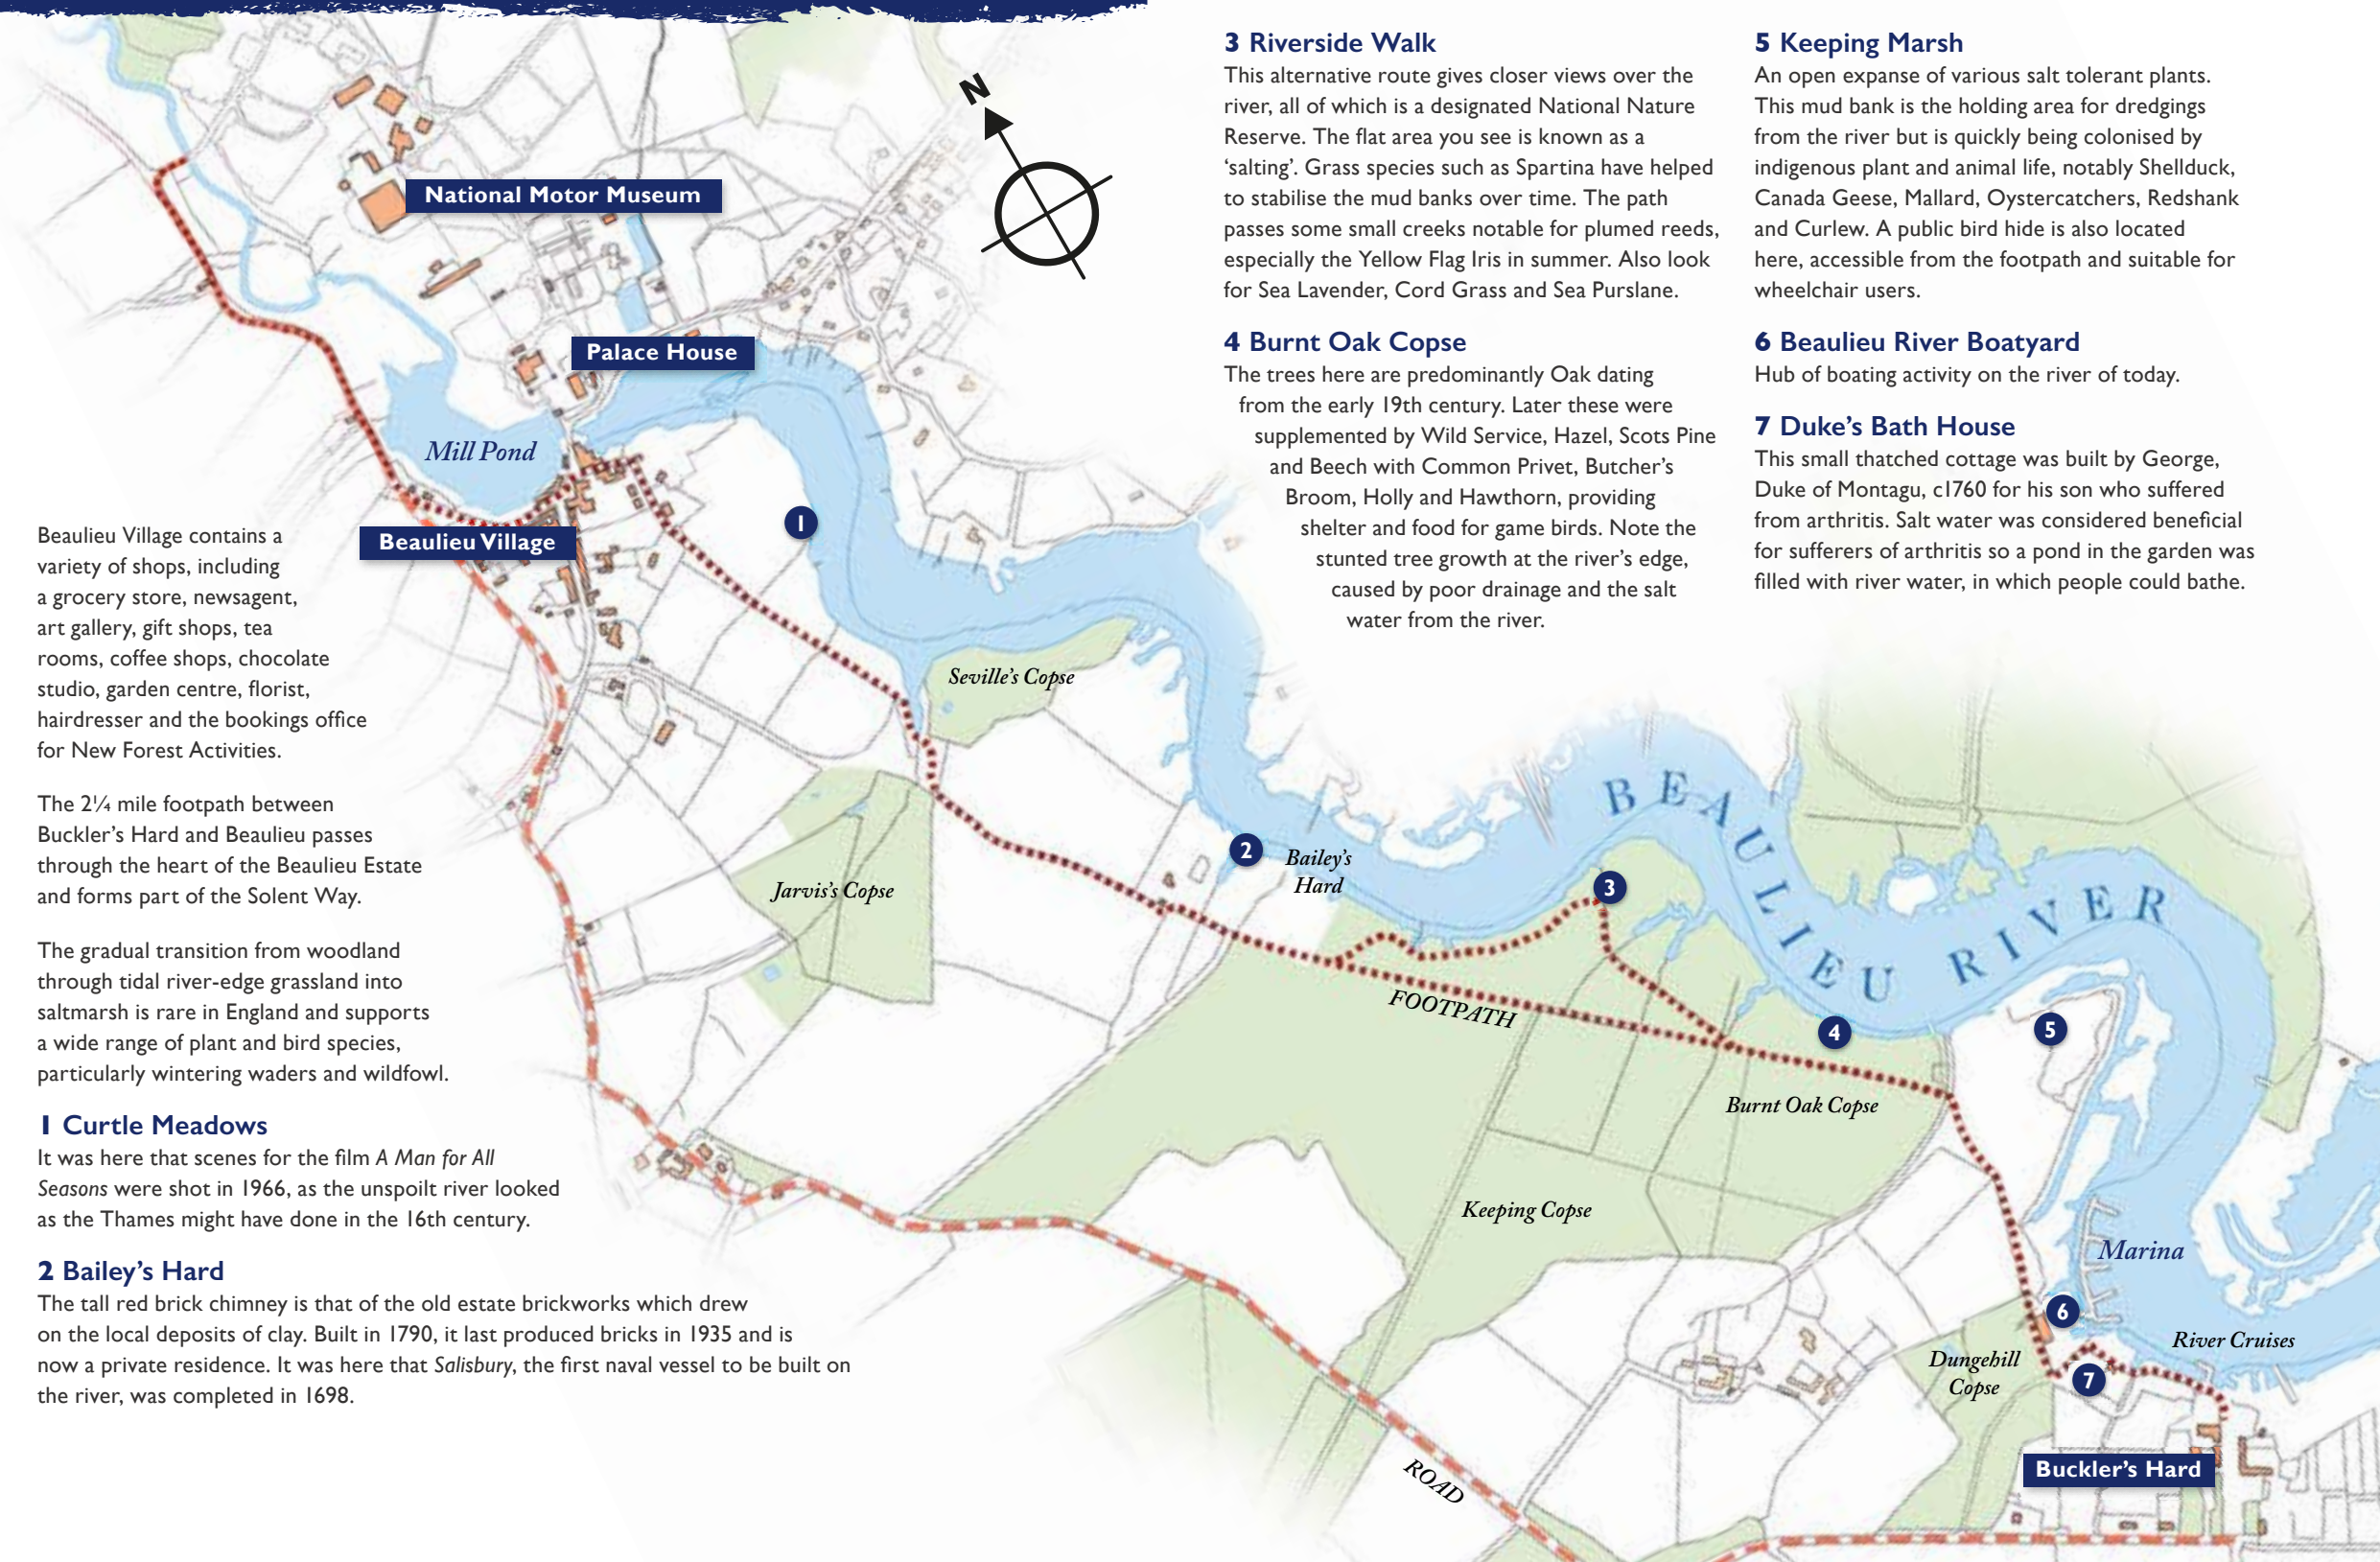 Beaulieu Village contains a
variety of shops, including
a grocery store, newsagent,
art gallery, gift shops, tea
rooms, coffee shops, chocolate
studio, garden centre, florist,
hairdresser and the bookings office
for New Forest Activities.
The 2¼ mile footpath between
Buckler's Hard and Beaulieu passes
through the heart of the Beaulieu Estate
and forms part of the Solent Way.
The gradual transition from woodland
through tidal river-edge grassland into
saltmarsh is rare in England and supports
a wide range of plant and bird species,
particularly wintering waders and wildfowl.
1 Curtle Meadows
It was here that scenes for the film A Man for All
Seasons were shot in 1966, as the unspoilt river looked
as the Thames might have done in the 16th century.
2 Bailey's Hard
The tall red brick chimney is that of the old estate brickworks which drew
on the local deposits of clay. Built in 1790, it last produced bricks in 1935 and is
now a private residence. It was here that Salisbury, the first naval vessel to be built on
the river, was completed in 1698.
3 Riverside Walk
This alternative route gives closer views over the
river, all of which is a designated National Nature
Reserve. The flat area you see is known as a
‘salting’. Grass species such as Spartina have helped
to stabilise the mud banks over time. The path
passes some small creeks notable for plumed reeds,
especially the Yellow Flag Iris in summer. Also look
for Sea Lavender, Cord Grass and Sea Purslane.
4 Burnt Oak Copse
The trees here are predominantly Oak dating
from the early 19th century. Later these were
supplemented by Wild Service, Hazel, Scots Pine
and Beech with Common Privet, Butcher's
Broom, Holly and Hawthorn, providing
shelter and food for game birds. Note the
stunted tree growth at the river's edge,
caused by poor drainage and the salt
water from the river.
5 Keeping Marsh
An open expanse of various salt tolerant plants.
This mud bank is the holding area for dredgings
from the river but is quickly being colonised by
indigenous plant and animal life, notably Shellduck,
Canada Geese, Mallard, Oystercatchers, Redshank
and Curlew. A public bird hide is also located
here, accessible from the footpath and suitable for
wheelchair users.
6 Beaulieu River Boatyard
Hub of boating activity on the river of today.
7 Duke's Bath House
This small thatched cottage was built by George,
Duke of Montagu, c1760 for his son who suffered
from arthritis. Salt water was considered beneficial
for sufferers of arthritis so a pond in the garden was
filled with river water, in which people could bathe.
N
National Motor Museum
Palace House
Mill Pond
Beaulieu Village
1
Seville's Copse
Jarvis's Copse
2
Bailey's
Hard
3
BEAULIEU RIVER
FOOTPATH
4
5
Burnt Oak Copse
Keeping Copse
Marina
6
River Cruises
Dungehill
Copse
7
ROAD
Buckler's Hard